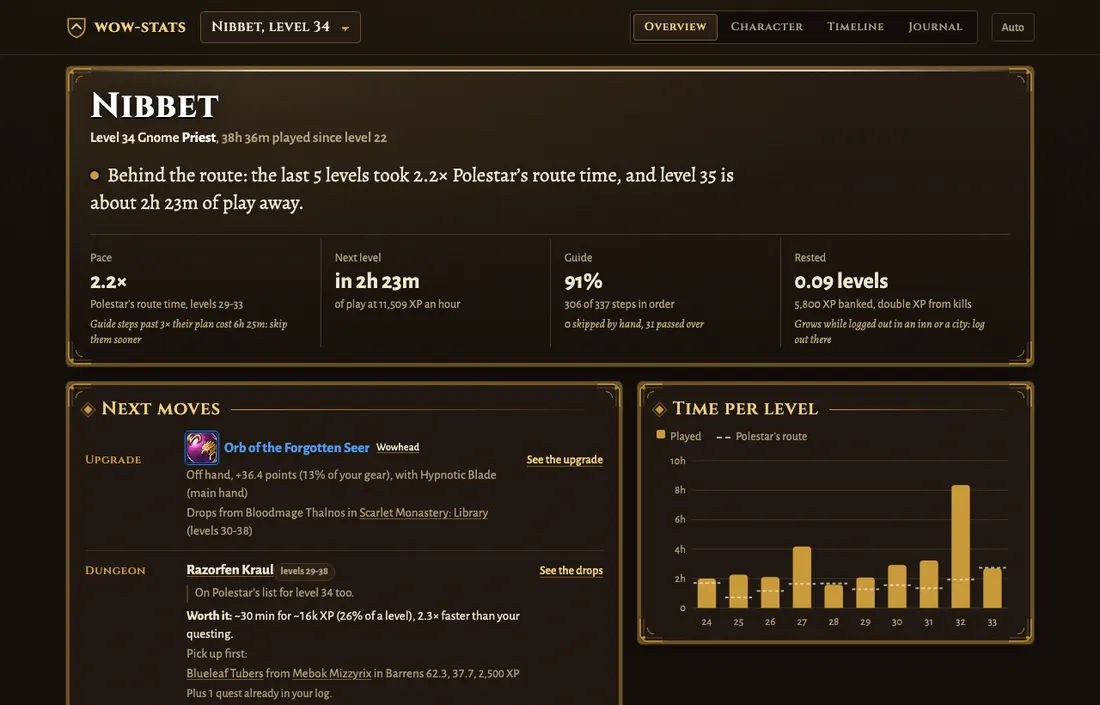 WOW-STATS
NIBBET, LEVEL 34
OVERVIEW
CHARACTER
TIMELINE
JOURNAL
Auto
NIBBET
Level 34 Gnome Priest, 38h 36m played since level 22
Behind the route: the last 5 levels took 2.2× Polestar’s route time, and level 35 is
about 2h 23m of play away.
Pace
2.2×
Polestar’s route time, levels 29-33
Guide steps past 3× their plan cost 6h 25m: skip
them sooner
Next level
in 2h 23m
of play at 11,509 XP an hour
Guide
91%
306 of 337 steps in order
0 skipped by hand, 31 passed over
Rested
0.09 levels
5,800 XP banked, double XP from kills
Grows while logged out in an inn or a city: log
out there
NEXT MOVES
UPGRADE
Orb of the Forgotten Seer Wowhead
Off hand, +36.4 points (13% of your gear), with Hypnotic Blade
(main hand)
Drops from Bloodmage Thalnos in Scarlet Monastery: Library
(levels 30-38)
See the upgrade
DUNGEON
Razorfen Kraul levels 29-38
On Polestar’s list for level 34 too.
Worth it: ~30 min for ~16k XP (26% of a level), 2.3× faster than your
questing.
Pick up first:
Blueleaf Tubers from Mebok Mizzyrix in Barrens 62.3, 37.7, 2,500 XP
Plus 1 quest already in your log.
See the drops
TIME PER LEVEL
Played
Polestar’s route
10h
8h
6h
4h
2h
0
24 25 26 27 28 29 30 31 32 33